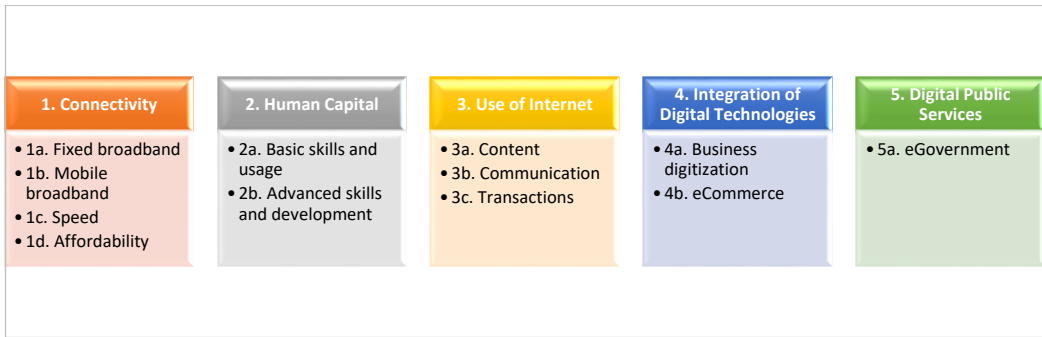 1. Connectivity
• 1a. Fixed broadband
• 1b. Mobile
broadband
• 1c. Speed
• 1d. Affordability
2. Human Capital
• 2a. Basic skills and
usage
• 2b. Advanced skills
and development
3. Use of Internet
• 3a. Content
• 3b. Communication
• 3c. Transactions
4. Integration of
Digital Technologies
• 4a. Business
digitization
• 4b. eCommerce
5. Digital Public
Services
• 5a. eGovernment